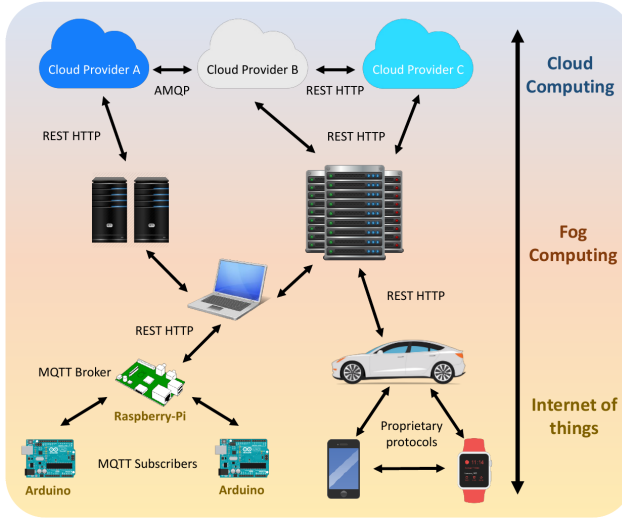 Cloud Provider A
Cloud Provider B
Cloud Provider C
Cloud
Computing
AMQP
REST HTTP
REST HTTP
REST HTTP
Fog
Computing
REST HTTP
REST HTTP
MQTT Broker
Raspberry-Pi
Internet of
things
Proprietary
protocols
MQTT Subscribers
Arduino
Arduino